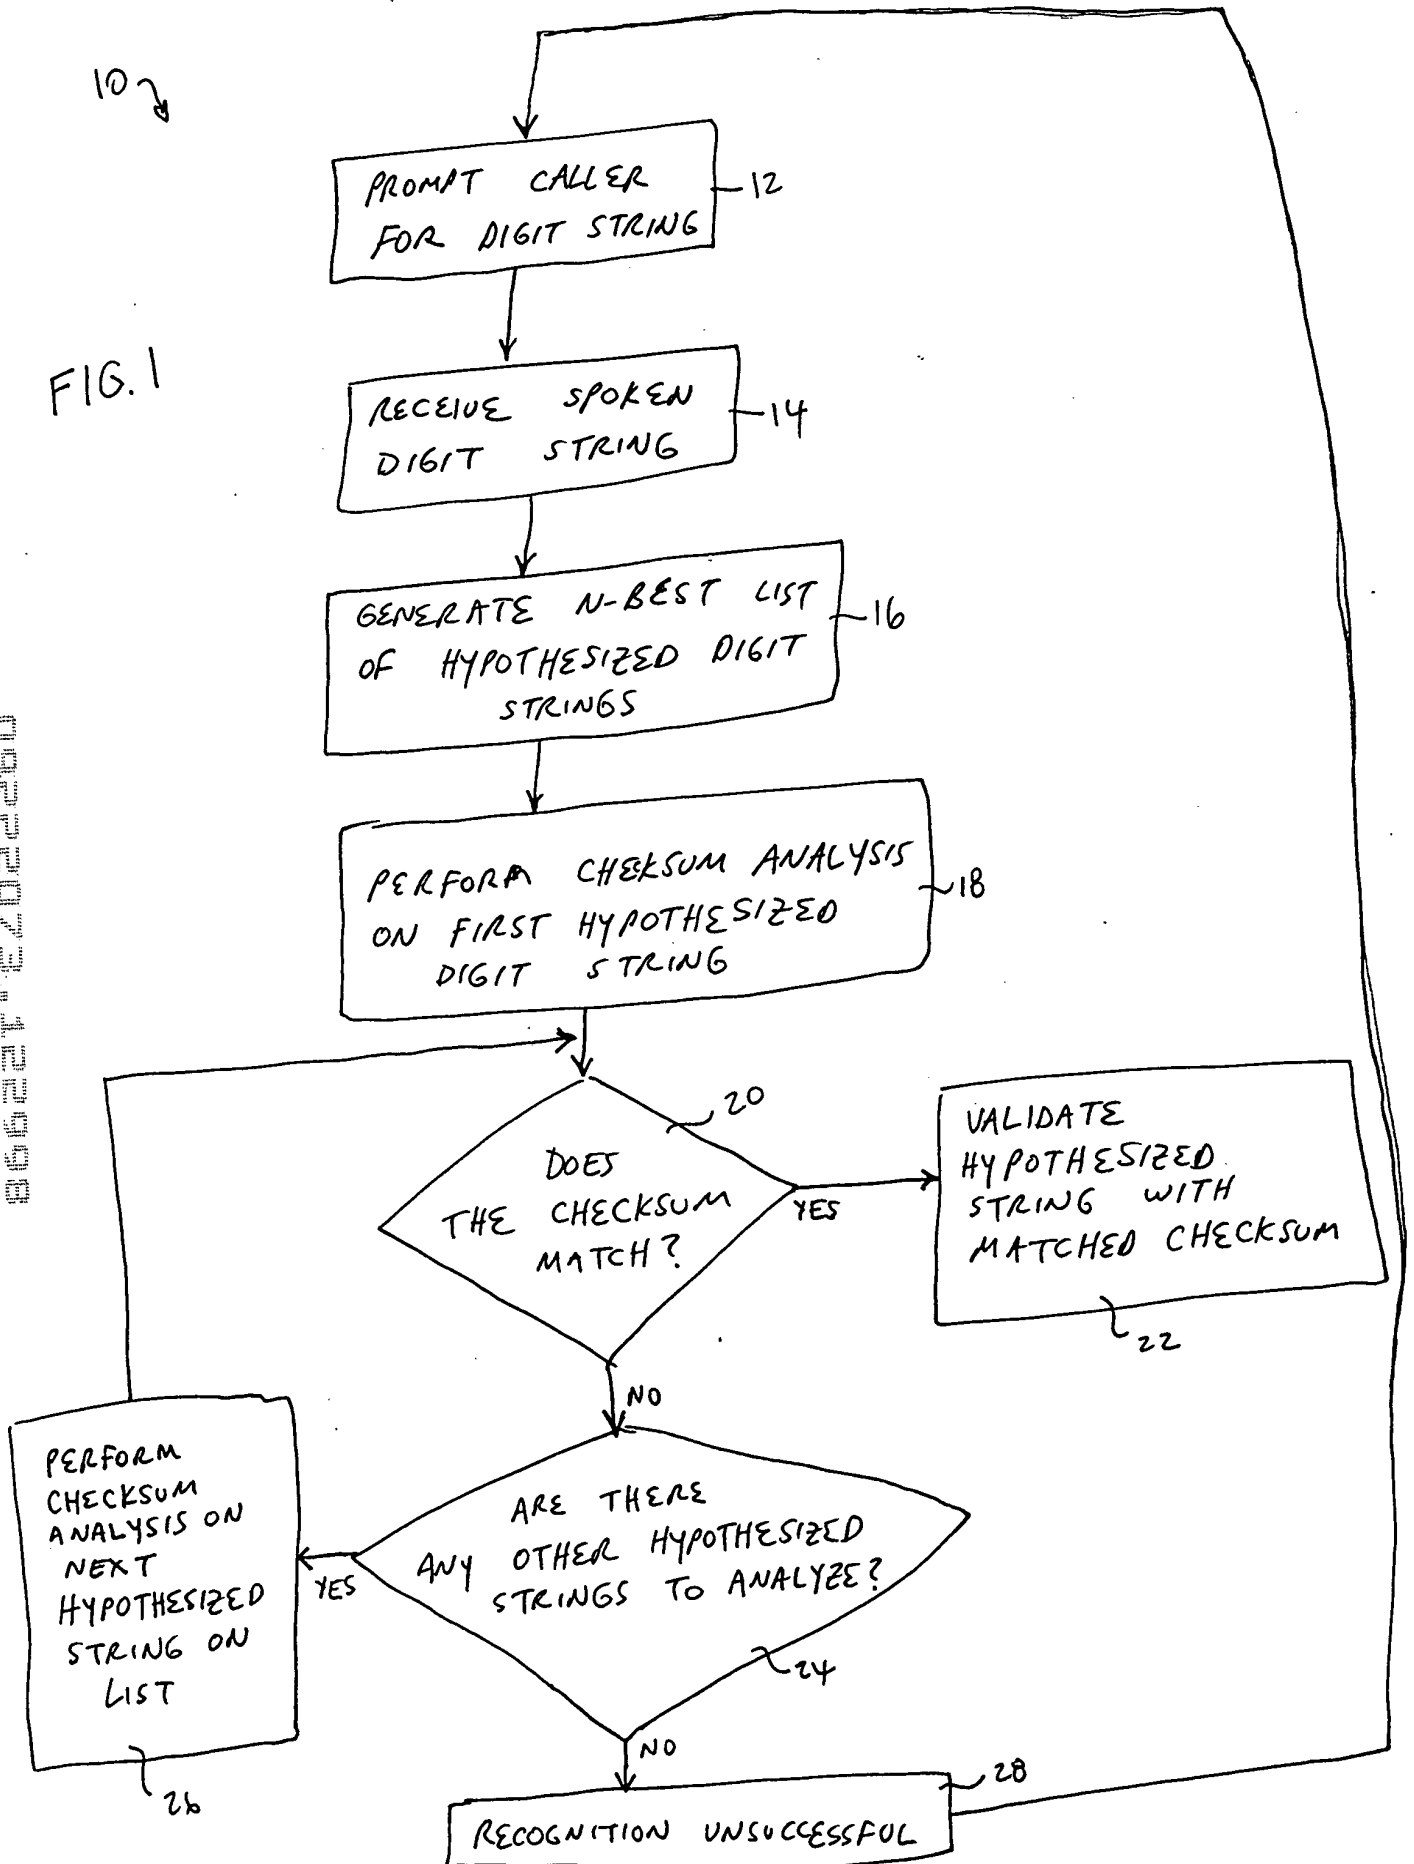 10
PROMPT CALLER
FOR DIGIT STRING
12
FIG. 1
RECEIVE SPOKEN
DIGIT STRING
14
GENERATE N-BEST LIST
OF HYPOTHESIZED DIGIT
STRINGS
16
PERFORM CHEKSUM ANALYSIS
ON FIRST HYPOTHESIZED
DIGIT STRING
18
20
DOES
THE CHECKSUM
MATCH?
YES
VALIDATE
HYPOTHESIZED
STRING WITH
MATCHED CHECKSUM
22
NO
PERFORM
CHECKSUM
ANALYSIS ON
NEXT
HYPOTHESIZED
STRING ON
LIST
26
YES
ARE THERE
ANY OTHER HYPOTHESIZED
STRINGS TO ANALYZE?
24
NO
28
RECOGNITION UNSUCCESSFUL